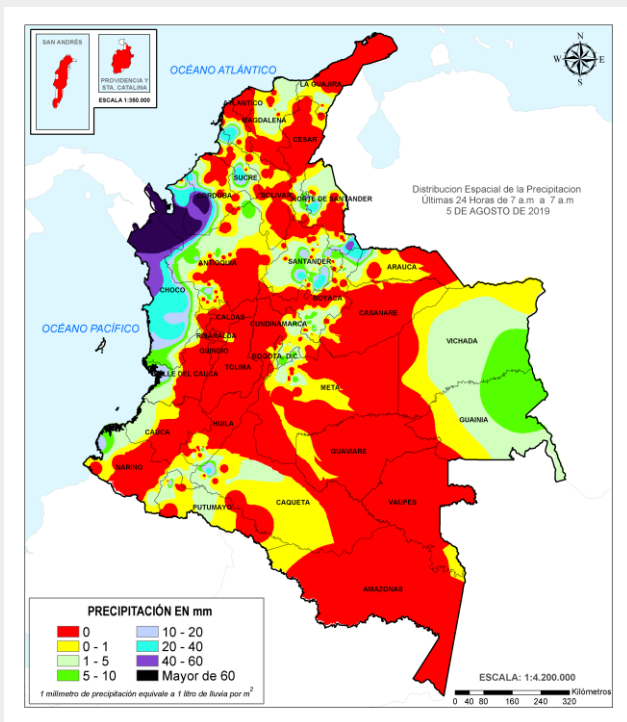 SAN ANDRÉS
PROVIDENCIA Y
STA. CATALINA
ESCALA 1:350.000
OCÉANO ATLÁNTICO
N
W
E
S
LA GUAJIRA
ATLANTICO
MAGDALENA
CESAR
SUCRE
CORDOBA
BOLIVAR
NORTE DE SANTANDER
Distribucion Espacial de la Precipitacion
Últimas 24 Horas de 7 a.m a 7 a.m
5 DE AGOSTO DE 2019
ANTIOQUIA
SANTANDER
ARAUCA
CHOCO
BOYACA
CASANARE
OCÉANO PACÍFICO
CALDAS
CUNDINAMARCA
RISARALDA
VICHADA
QUINDIO
BOGOTA, D.C.
VALLE DEL CAUCA
TOLIMA
META
GUAINIA
CAUCA
HUILA
GUAVIARE
NARIÑO
CAQUETA
VAUPES
PUTUMAYO
AMAZONAS
PRECIPITACIÓN EN mm
0
0 - 1
1 - 5
5 - 10
10 - 20
20 - 40
40 - 60
Mayor de 60
1 milimetro de precipitación equivale a 1 litro de lluvia por m2
ESCALA: 1:4.200.000
Kilómetros
0 40 80 160 240 320